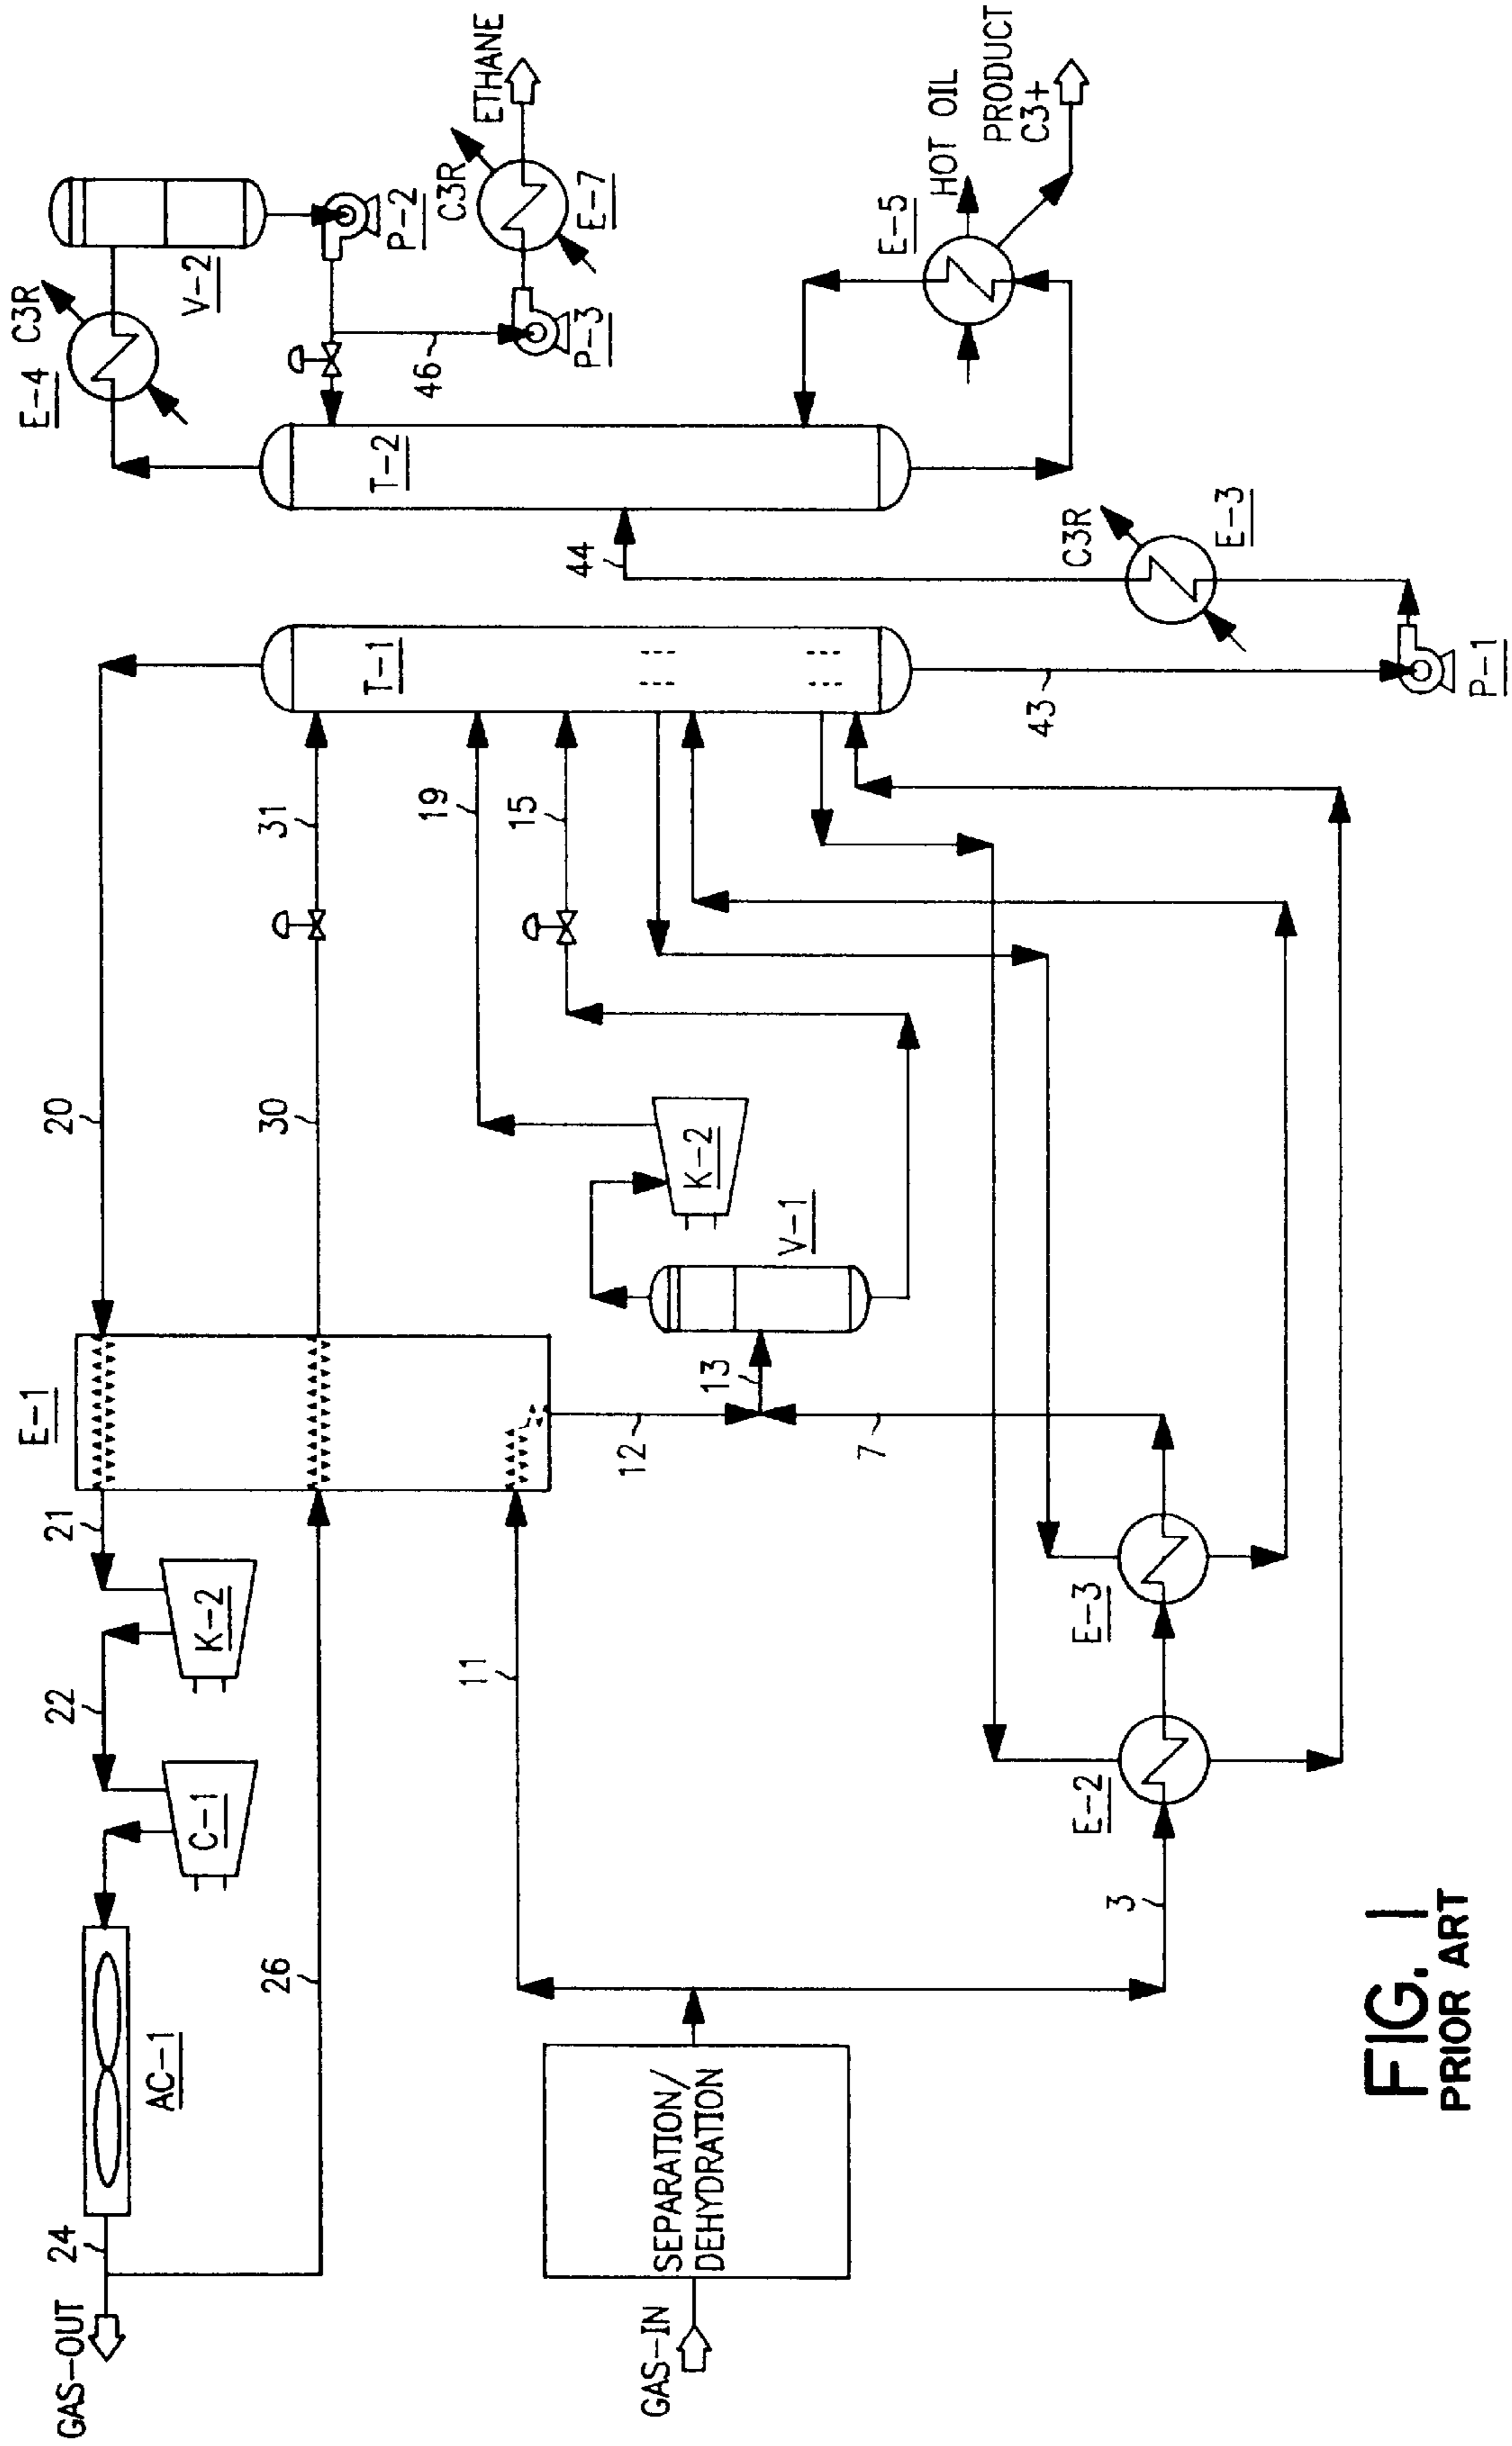 GAS-OUT
24
AC-1
26
C-1
22
K-2
21
E-1
20
30
31
GAS-IN
SEPARATION/
DEHYDRATION
11
3
E-2
E-3
7
12
13
V-1
K-2
19
15
T-1
43
P-1
E-3
C3R
44
T-2
E-4
C3R
V-2
P-2
46
P-3
C3R
E-7
ETHANE
E-5
HOT OIL
PRODUCT
C3+
FIG. 1
PRIOR ART